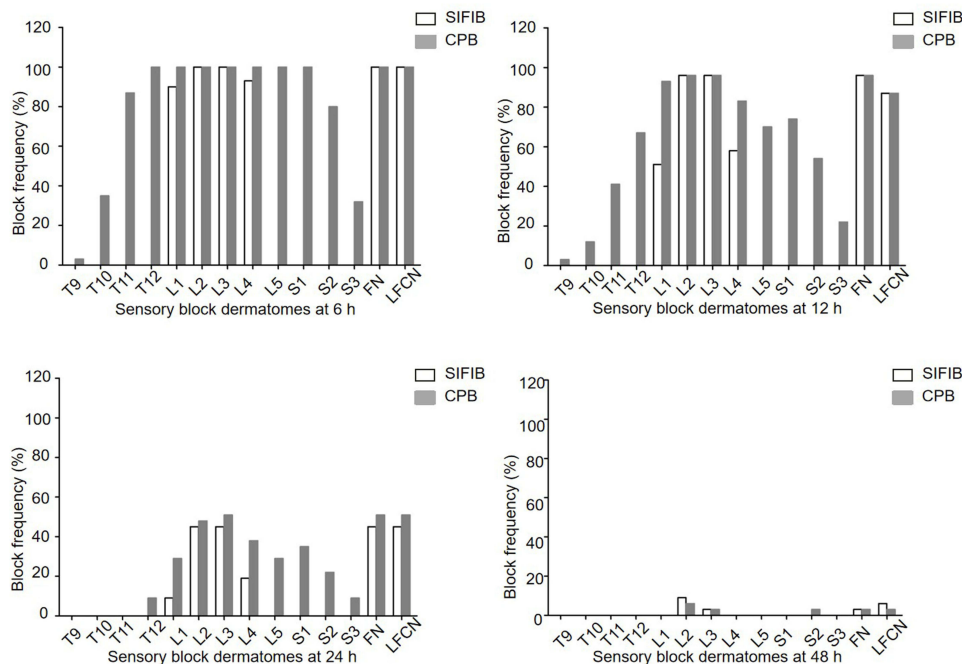 SIFIB
CPB
120
100
80
60
40
20
0
Block frequency (%)
T9 T10 T11 T12 L1 L2 L3 L4 L5 S1 S2 S3 FN LFCN
Sensory block dermatomes at 6 h
SIFIB
CPB
120
100
80
60
40
20
0
Block frequency (%)
T9 T10 T11 T12 L1 L2 L3 L4 L5 S1 S2 S3 FN LFCN
Sensory block dermatomes at 12 h
SIFIB
CPB
120
100
80
60
40
20
0
Block frequency (%)
T9 T10 T11 T12 L1 L2 L3 L4 L5 S1 S2 S3 FN LFCN
Sensory block dermatomes at 24 h
SIFIB
CPB
120
100
80
60
40
20
0
Block frequency (%)
T9 T10 T11 T12 L1 L2 L3 L4 L5 S1 S2 S3 FN LFCN
Sensory block dermatomes at 48 h